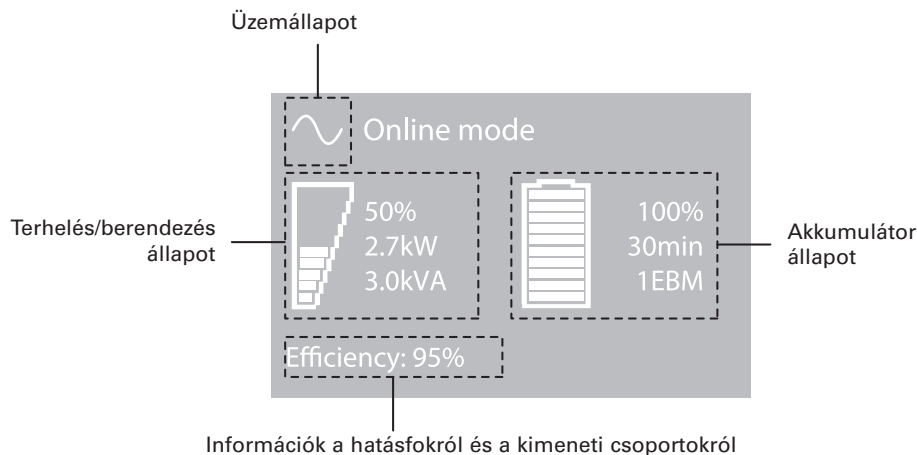 Üzemállapot
Online mode
Terhelés/berendezés
állapot
50%
2.7kW
3.0kVA
100%
30min
1EBM
Akkumulátor
állapot
Efficiency: 95%
Információk a hatásfokról és a kimeneti csoportokról